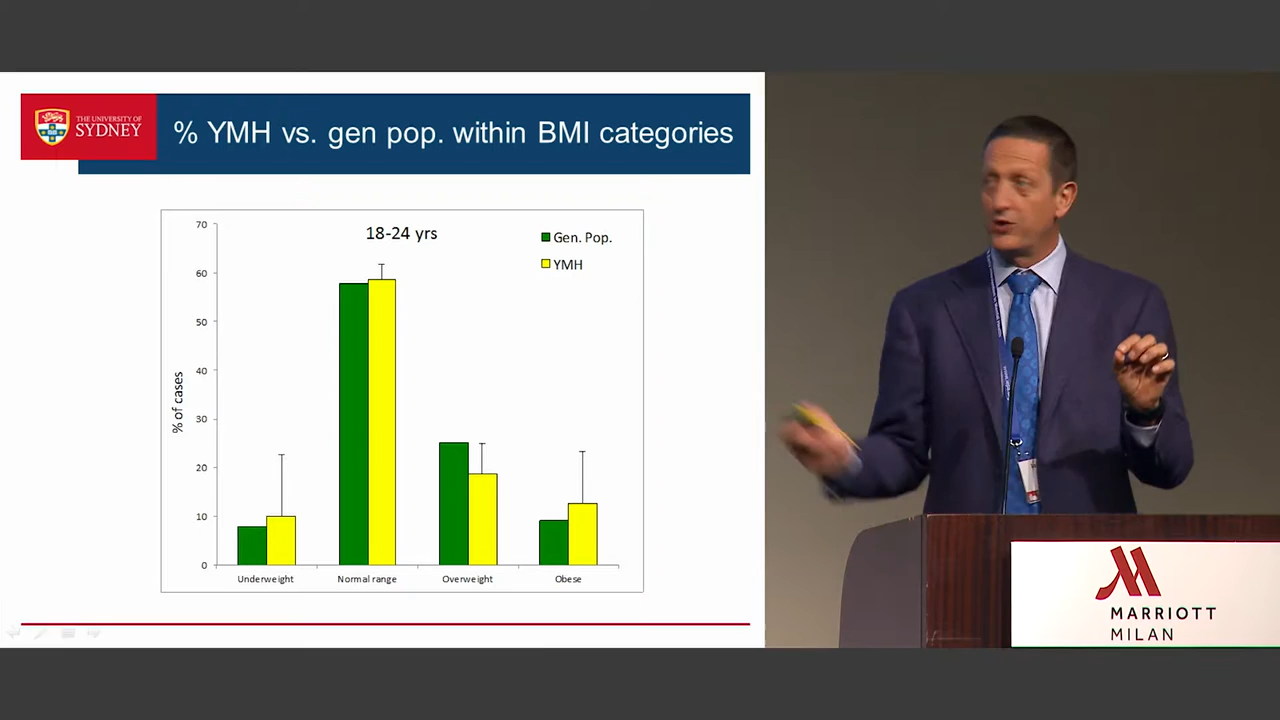 THE UNIVERSITY OF
SYDNEY
% YMH vs. gen pop. within BMI categories
18-24 yrs
Gen. Pop.
YMH
% of cases
70
60
50
40
30
20
10
0
Underweight
Normal range
Overweight
Obese
MARRIOTT
MILAN